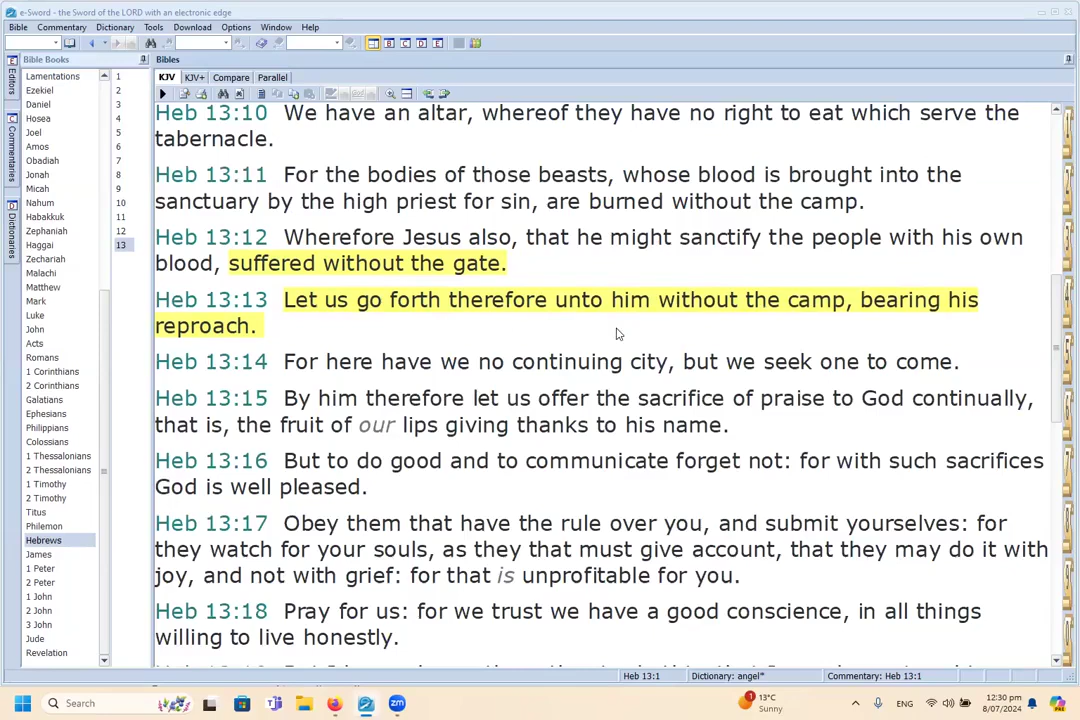 e-Sword - the Sword of the LORD with an electronic edge
Bible Commentary Dictionary Tools Download Options Window Help
B C D E
Bible Books
Bibles
Editors
Commentaries
Dictionaries
Lamentations
Ezekiel
Daniel
Hosea
Joel
Amos
Obadiah
Jonah
Micah
Nahum
Habakkuk
Zephaniah
Haggai
Zechariah
Malachi
Matthew
Mark
Luke
John
Acts
Romans
1 Corinthians
2 Corinthians
Galatians
Ephesians
Philippians
Colossians
1 Thessalonians
2 Thessalonians
1 Timothy
2 Timothy
Titus
Philemon
Hebrews
James
1 Peter
2 Peter
1 John
2 John
3 John
Jude
Revelation
1
2
3
4
5
6
7
8
9
10
11
12
13
KJV KJV+ Compare Parallel
Heb 13:10 We have an altar, whereof they have no right to eat which serve the
tabernacle.
Heb 13:11 For the bodies of those beasts, whose blood is brought into the
sanctuary by the high priest for sin, are burned without the camp.
Heb 13:12 Wherefore Jesus also, that he might sanctify the people with his own
blood, suffered without the gate.
Heb 13:13 Let us go forth therefore unto him without the camp, bearing his
reproach.
Heb 13:14 For here have we no continuing city, but we seek one to come.
Heb 13:15 By him therefore let us offer the sacrifice of praise to God continually,
that is, the fruit of our lips giving thanks to his name.
Heb 13:16 But to do good and to communicate forget not: for with such sacrifices
God is well pleased.
Heb 13:17 Obey them that have the rule over you, and submit yourselves: for
they watch for your souls, as they that must give account, that they may do it with
joy, and not with grief: for that is unprofitable for you.
Heb 13:18 Pray for us: for we trust we have a good conscience, in all things
willing to live honestly.
Heb 13:1 Dictionary: angel* Commentary: Heb 13:1
Search
zm
1
13°C
Sunny
ENG
12:30 pm
8/07/2024
PRE